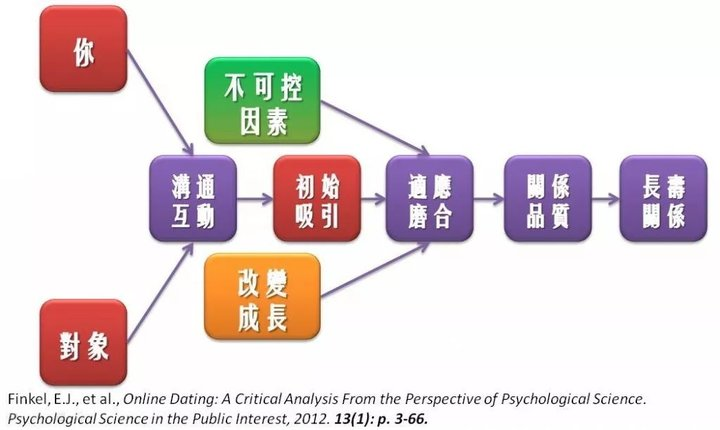 你
不可控
因素
溝通
互動
初始
吸引
適應
磨合
關係
品質
長壽
關係
改變
成長
對象
Finkel, E.J., et al., Online Dating: A Critical Analysis From the Perspective of Psychological Science.
Psychological Science in the Public Interest, 2012. 13(1): p. 3-66.